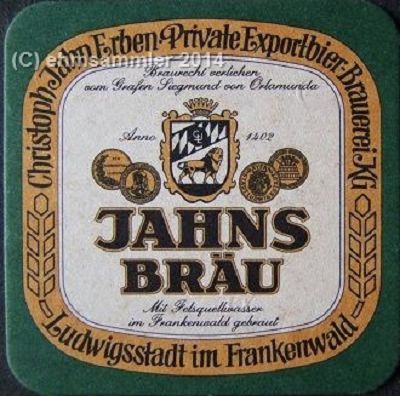 (C) ehmsammler 2014
Christoph Jahn Erben · Private Exportbier-Brauerei KG
Braurecht verliehen
vom Grafen Siegmund von Orlamunda
Anno 1402
JAHNS
BRÄU
Mit Felsquellwasser
im Frankenwald gebraut
Ludwigsstadt im Frankenwald